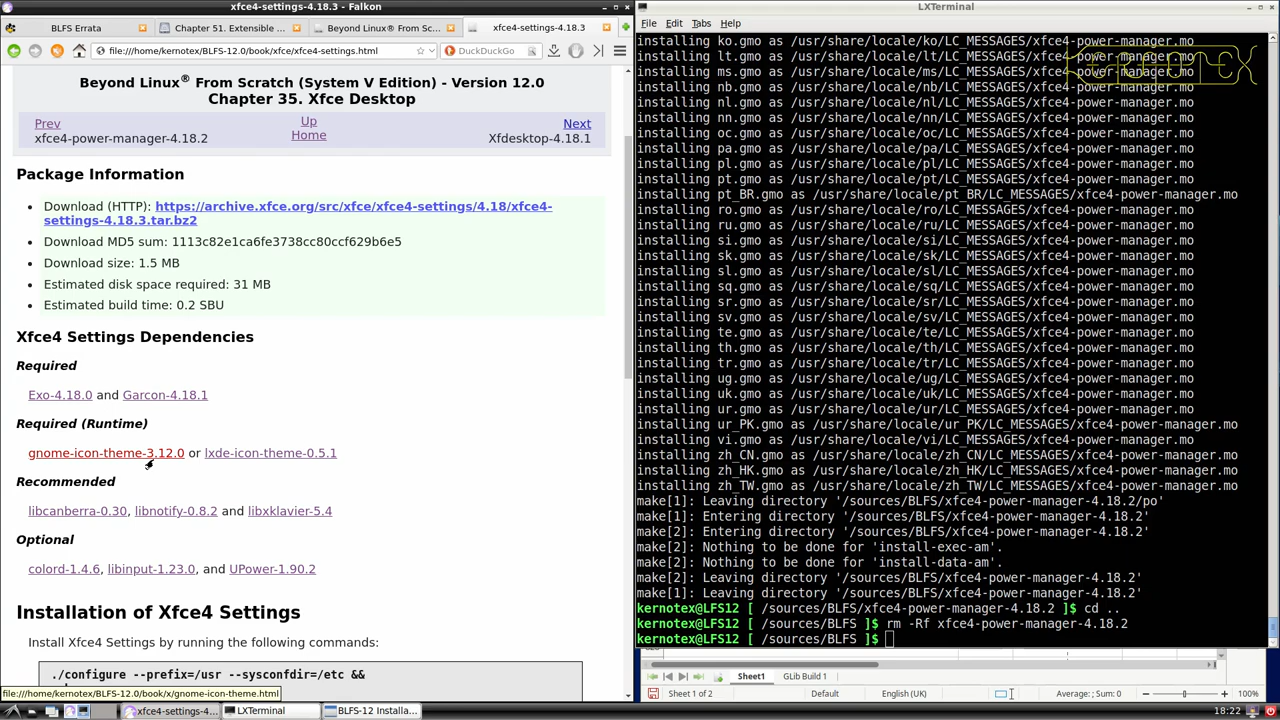 xfce4-settings-4.18.3 - Falkon
BLFS Errata
Chapter 51. Extensible ...
Beyond Linux® From Sc...
xfce4-settings-4.18.3
file:///home/kernotex/BLFS-12.0/book/xfce/xfce4-settings.html
DuckDuckGo
Beyond Linux® From Scratch (System V Edition) - Version 12.0
Chapter 35. Xfce Desktop
Prev
xfce4-power-manager-4.18.2
Up
Home
Next
Xfdesktop-4.18.1
Package Information
Download (HTTP): https://archive.xfce.org/src/xfce/xfce4-settings/4.18/xfce4-
settings-4.18.3.tar.bz2
Download MD5 sum: 1113c82e1ca6fe3738cc80ccf629b6e5
Download size: 1.5 MB
Estimated disk space required: 31 MB
Estimated build time: 0.2 SBU
Xfce4 Settings Dependencies
Required
Exo-4.18.0 and Garcon-4.18.1
Required (Runtime)
gnome-icon-theme-3.12.0 or lxde-icon-theme-0.5.1
Recommended
libcanberra-0.30, libnotify-0.8.2 and libxklavier-5.4
Optional
colord-1.4.6, libinput-1.23.0, and UPower-1.90.2
Installation of Xfce4 Settings
Install Xfce4 Settings by running the following commands:
./configure --prefix=/usr --sysconfdir=/etc &&
file:///home/kernotex/BLFS-12.0/book/x/gnome-icon-theme.html
LXTerminal
File Edit Tabs Help
installing ko.gmo as /usr/share/locale/ko/LC_MESSAGES/xfce4-power-manager.mo
installing lt.gmo as /usr/share/locale/lt/LC_MESSAGES/xfce4-power-manager.mo
installing ms.gmo as /usr/share/locale/ms/LC_MESSAGES/xfce4-power-manager.mo
installing nb.gmo as /usr/share/locale/nb/LC_MESSAGES/xfce4-power-manager.mo
installing nl.gmo as /usr/share/locale/nl/LC_MESSAGES/xfce4-power-manager.mo
installing nn.gmo as /usr/share/locale/nn/LC_MESSAGES/xfce4-power-manager.mo
installing oc.gmo as /usr/share/locale/oc/LC_MESSAGES/xfce4-power-manager.mo
installing pa.gmo as /usr/share/locale/pa/LC_MESSAGES/xfce4-power-manager.mo
installing pl.gmo as /usr/share/locale/pl/LC_MESSAGES/xfce4-power-manager.mo
installing pt.gmo as /usr/share/locale/pt/LC_MESSAGES/xfce4-power-manager.mo
installing pt_BR.gmo as /usr/share/locale/pt_BR/LC_MESSAGES/xfce4-power-manager.mo
installing ro.gmo as /usr/share/locale/ro/LC_MESSAGES/xfce4-power-manager.mo
installing ru.gmo as /usr/share/locale/ru/LC_MESSAGES/xfce4-power-manager.mo
installing si.gmo as /usr/share/locale/si/LC_MESSAGES/xfce4-power-manager.mo
installing sk.gmo as /usr/share/locale/sk/LC_MESSAGES/xfce4-power-manager.mo
installing sl.gmo as /usr/share/locale/sl/LC_MESSAGES/xfce4-power-manager.mo
installing sq.gmo as /usr/share/locale/sq/LC_MESSAGES/xfce4-power-manager.mo
installing sr.gmo as /usr/share/locale/sr/LC_MESSAGES/xfce4-power-manager.mo
installing sv.gmo as /usr/share/locale/sv/LC_MESSAGES/xfce4-power-manager.mo
installing te.gmo as /usr/share/locale/te/LC_MESSAGES/xfce4-power-manager.mo
installing th.gmo as /usr/share/locale/th/LC_MESSAGES/xfce4-power-manager.mo
installing tr.gmo as /usr/share/locale/tr/LC_MESSAGES/xfce4-power-manager.mo
installing ug.gmo as /usr/share/locale/ug/LC_MESSAGES/xfce4-power-manager.mo
installing uk.gmo as /usr/share/locale/uk/LC_MESSAGES/xfce4-power-manager.mo
installing ur.gmo as /usr/share/locale/ur/LC_MESSAGES/xfce4-power-manager.mo
installing ur_PK.gmo as /usr/share/locale/ur_PK/LC_MESSAGES/xfce4-power-manager.mo
installing vi.gmo as /usr/share/locale/vi/LC_MESSAGES/xfce4-power-manager.mo
installing zh_CN.gmo as /usr/share/locale/zh_CN/LC_MESSAGES/xfce4-power-manager.mo
installing zh_HK.gmo as /usr/share/locale/zh_HK/LC_MESSAGES/xfce4-power-manager.mo
installing zh_TW.gmo as /usr/share/locale/zh_TW/LC_MESSAGES/xfce4-power-manager.mo
make[1]: Leaving directory '/sources/BLFS/xfce4-power-manager-4.18.2/po'
make[1]: Entering directory '/sources/BLFS/xfce4-power-manager-4.18.2'
make[2]: Entering directory '/sources/BLFS/xfce4-power-manager-4.18.2'
make[2]: Nothing to be done for 'install-exec-am'.
make[2]: Nothing to be done for 'install-data-am'.
make[2]: Leaving directory '/sources/BLFS/xfce4-power-manager-4.18.2'
make[1]: Leaving directory '/sources/BLFS/xfce4-power-manager-4.18.2'
kernotex@LFS12 [ /sources/BLFS/xfce4-power-manager-4.18.2 ]$ cd ..
kernotex@LFS12 [ /sources/BLFS ]$ rm -Rf xfce4-power-manager-4.18.2
kernotex@LFS12 [ /sources/BLFS ]$
KERNOTEX
Sheet1 GLib Build 1
Sheet 1 of 2 Default English (UK) Average: ; Sum: 0 100%
xfce4-settings-4... LXTerminal BLFS-12 Installa... 18:22